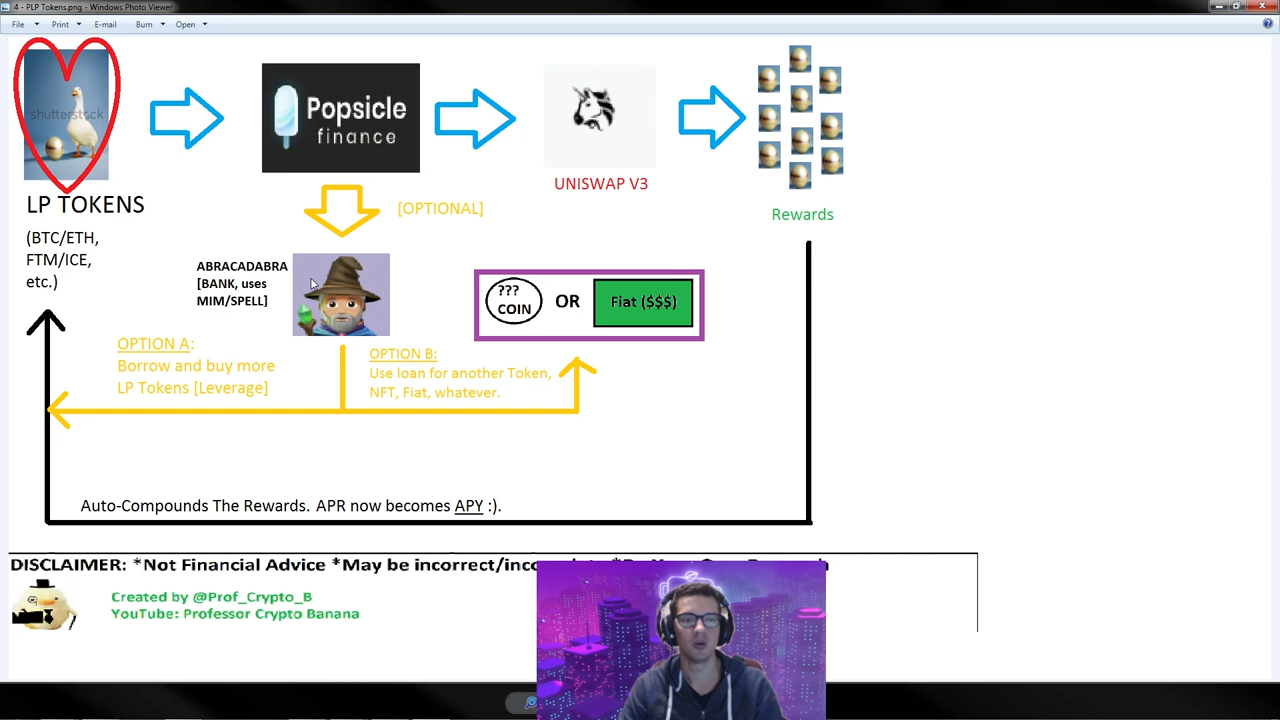 4 - PLP Tokens.png - Windows Photo Viewer
File Print E-mail Burn Open
shutterstock
Popsicle
finance
UNISWAP V3
LP TOKENS
(BTC/ETH,
FTM/ICE,
etc.)
[OPTIONAL]
Rewards
ABRACADABRA
[BANK, uses
MIM/SPELL]
???
COIN
OR
Fiat ($$$)
OPTION A:
Borrow and buy more
LP Tokens [Leverage]
OPTION B:
Use loan for another Token,
NFT, Fiat, whatever.
Auto-Compounds The Rewards. APR now becomes APY :).
DISCLAIMER: *Not Financial Advice *May be incorrect/inco
Created by @Prof_Crypto_B
YouTube: Professor Crypto Banana